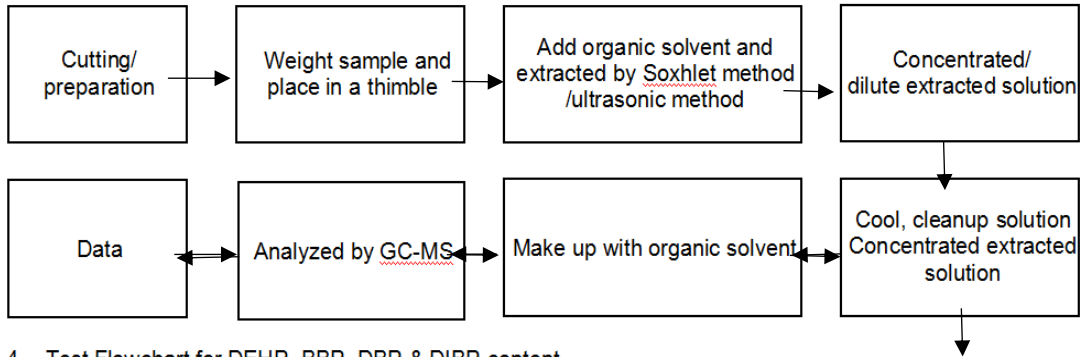 Cutting/
preparation
Weight sample and
place in a thimble
Add organic solvent and
extracted by Soxhlet method
/ultrasonic method
Concentrated/
dilute extracted solution
Data
Analyzed by GC-MS
Make up with organic solvent
Cool, cleanup solution
Concentrated extracted
solution
4. Test Flowchart for DEHP, BBP, DBP & DIBP content